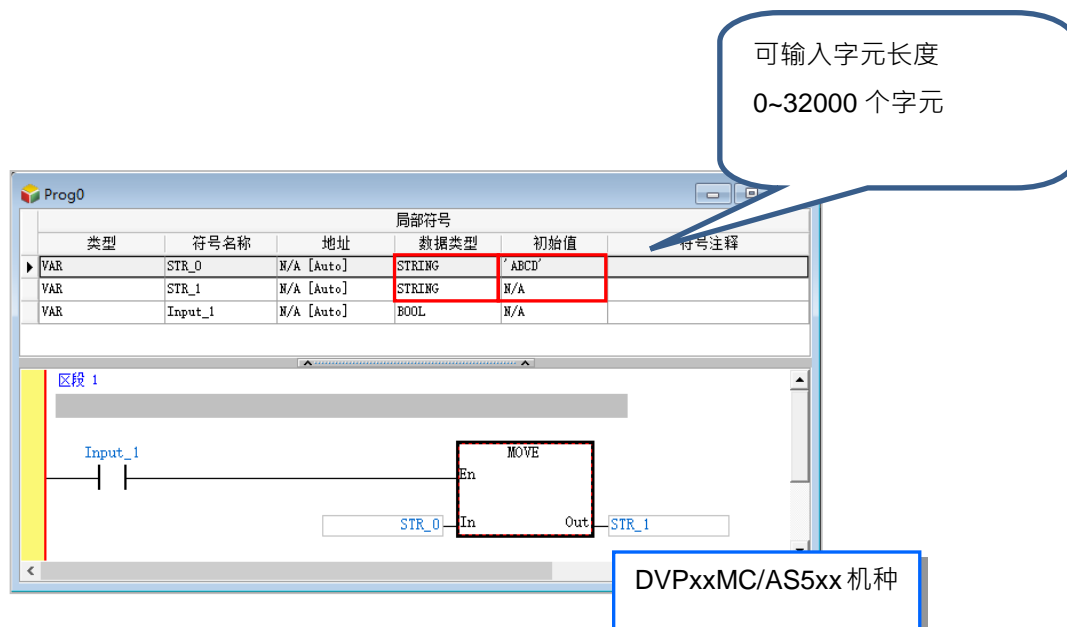 可输入字元长度
0~32000 个字元
Prog0
局部符号
类型 符号名称 地址 数据类型 初始值 符号注释
VAR STR_0 N/A [Auto] STRING 'ABCD'
VAR STR_1 N/A [Auto] STRING N/A
VAR Input_1 N/A [Auto] BOOL N/A
区段 1
Input_1
MOVE
En
STR_0 In Out STR_1
DVPxxMC/AS5xx 机种